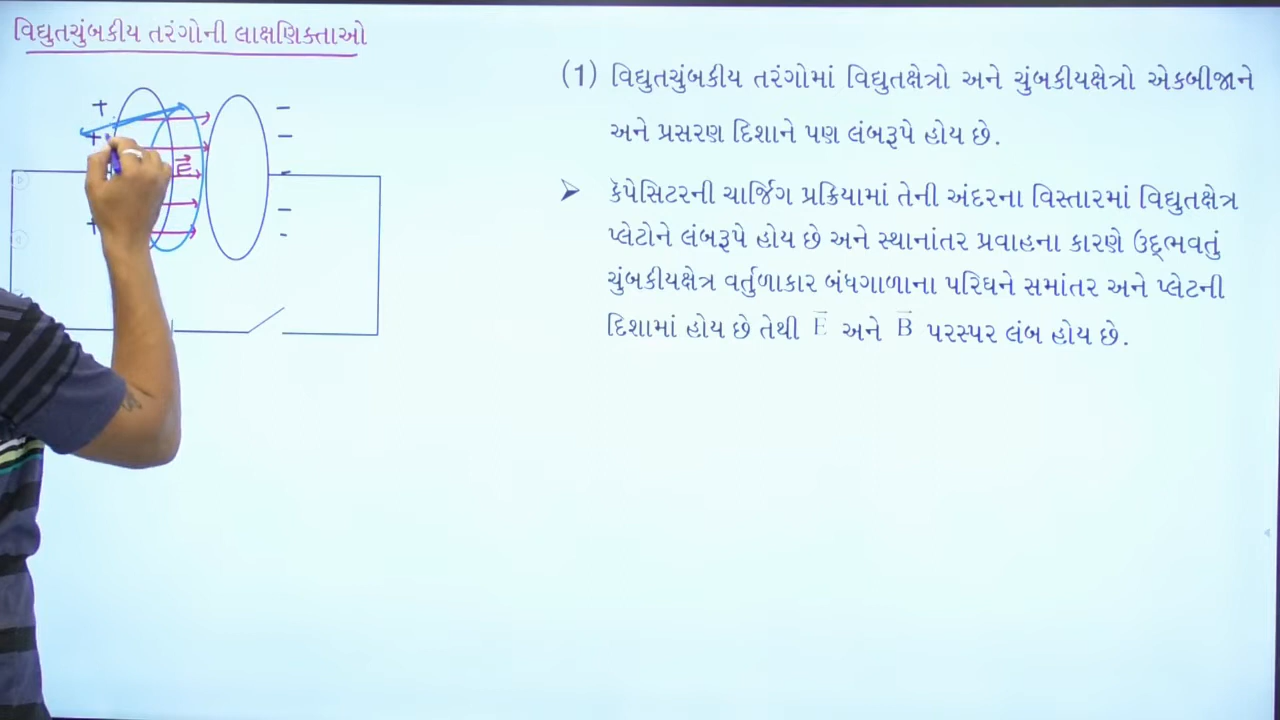 વિદ્યુતચુંબકીય તરંગોની લાક્ષણિક્તાઓ
(1) વિદ્યુતચુંબકીય તરંગોમાં વિદ્યુતક્ષેત્રો અને ચુંબકીયક્ષેત્રો એકબીજાને
અને પ્રસરણ દિશાને પણ લંબરૂપે હોય છે.
➤ કૅપેસિટરની ચાર્જિંગ પ્રક્રિયામાં તેની અંદરના વિસ્તારમાં વિદ્યુતક્ષેત્ર
પ્લેટોને લંબરૂપે હોય છે અને સ્થાનાંતર પ્રવાહના કારણે ઉદ્દભવતું
ચુંબકીયક્ષેત્ર વર્તુળાકાર બંધગાળાના પરિઘને સમાંતર અને પ્લેટની
દિશામાં હોય છે તેથી E⃗ અને B⃗ પરસ્પર લંબ હોય છે.
+ −
+ −
E⃗ −
−
+ −